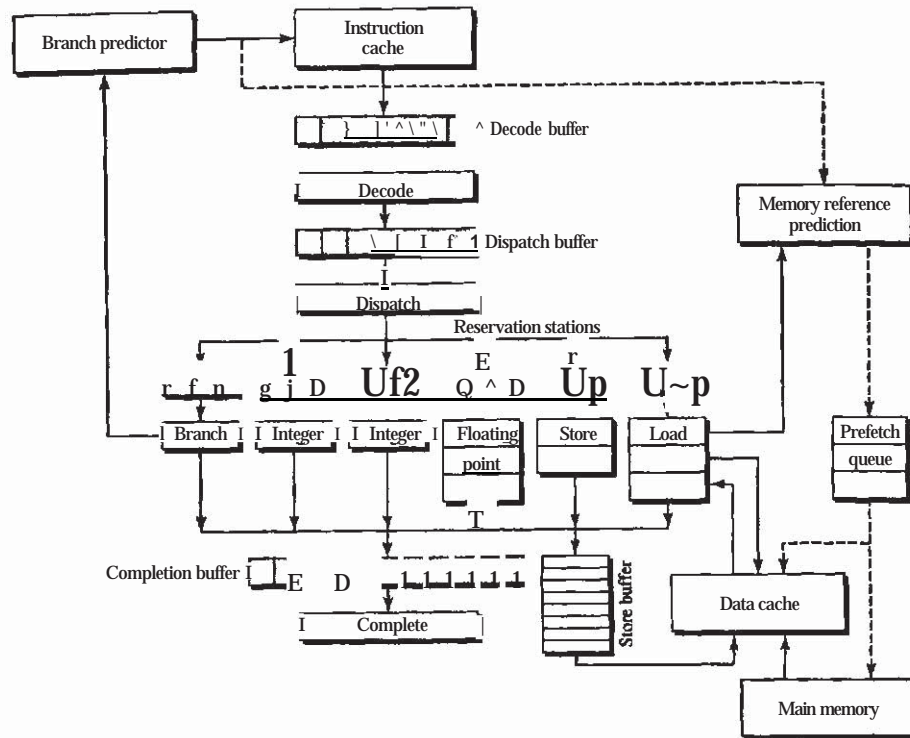 Branch predictor
Instruction
cache
Decode buffer
Decode
Memory reference
prediction
Dispatch buffer
Dispatch
Reservation stations
Branch
Integer
Integer
Floating
point
Store
Load
Prefetch
queue
Completion buffer
Store buffer
Complete
Data cache
Main memory